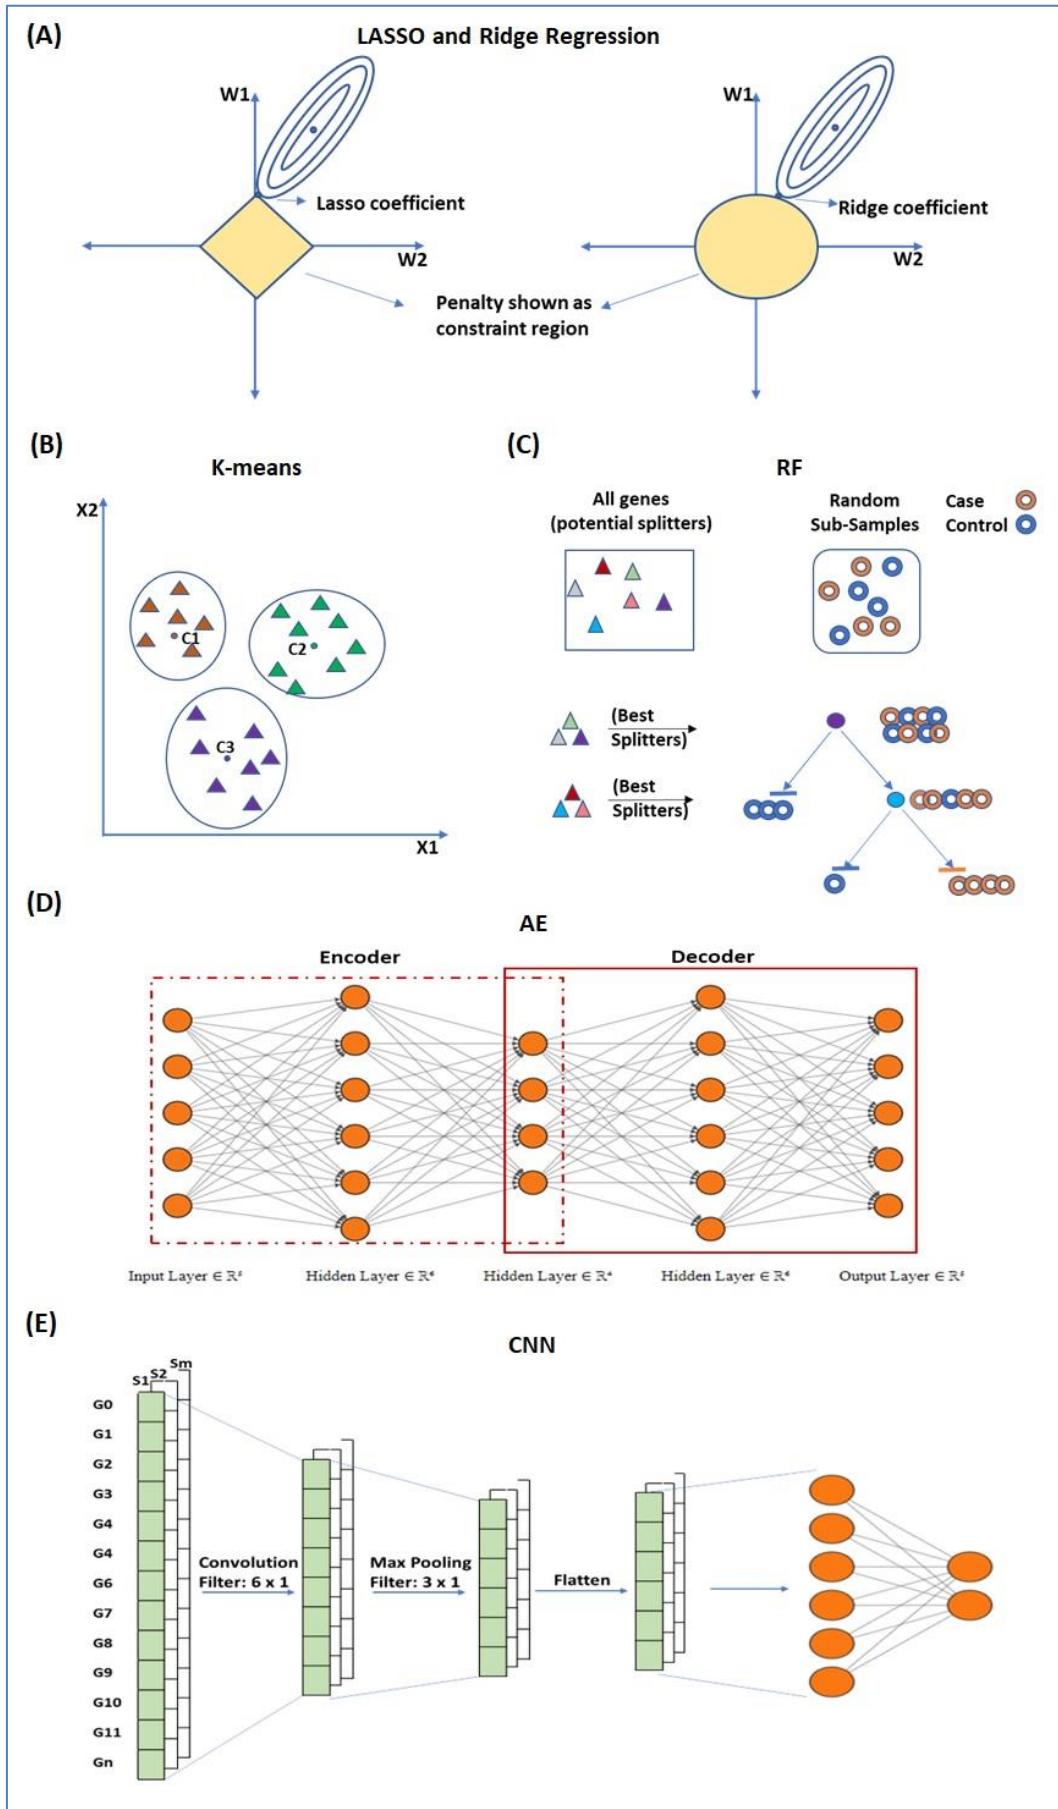 (A)
LASSO and Ridge Regression
W1
W1
Lasso coefficient
Ridge coefficient
W2
W2
Penalty shown as
constraint region
(B)
K-means
X2
C1
C2
C3
X1
(C)
RF
All genes
(potential splitters)
Random
Sub-Samples
Case
Control
(Best
Splitters)
(Best
Splitters)
(D)
AE
Encoder
Decoder
Input Layer ∈ ℝ⁵
Hidden Layer ∈ ℝ⁶
Hidden Layer ∈ ℝ⁴
Hidden Layer ∈ ℝ⁶
Output Layer ∈ ℝ⁵
(E)
CNN
S1
S2
Sm
G0
G1
G2
G3
G4
G4
G6
G7
G8
G9
G10
G11
Gn
Convolution
Filter: 6 x 1
Max Pooling
Filter: 3 x 1
Flatten